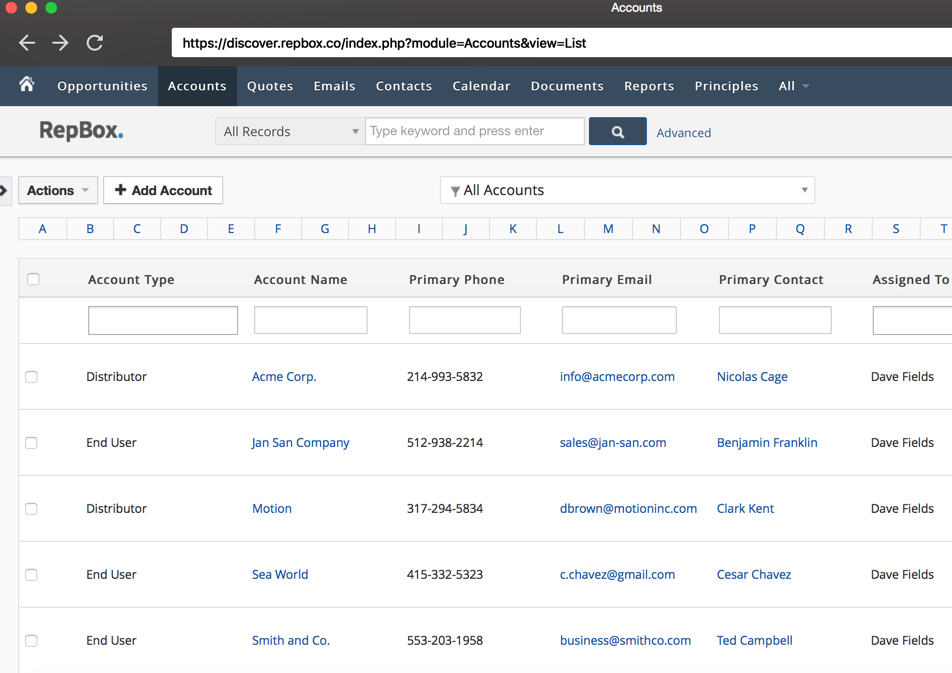 Accounts
https://discover.repbox.co/index.php?module=Accounts&view=List
Opportunities Accounts Quotes Emails Contacts Calendar Documents Reports Principles All
RepBox. All Records Type keyword and press enter Advanced
Actions + Add Account All Accounts
A B C D E F G H I J K L M N O P Q R S T
Account Type Account Name Primary Phone Primary Email Primary Contact Assigned To
Distributor Acme Corp. 214-993-5832 info@acmecorp.com Nicolas Cage Dave Fields
End User Jan San Company 512-938-2214 sales@jan-san.com Benjamin Franklin Dave Fields
Distributor Motion 317-294-5834 dbrown@motioninc.com Clark Kent Dave Fields
End User Sea World 415-332-5323 c.chavez@gmail.com Cesar Chavez Dave Fields
End User Smith and Co. 553-203-1958 business@smithco.com Ted Campbell Dave Fields